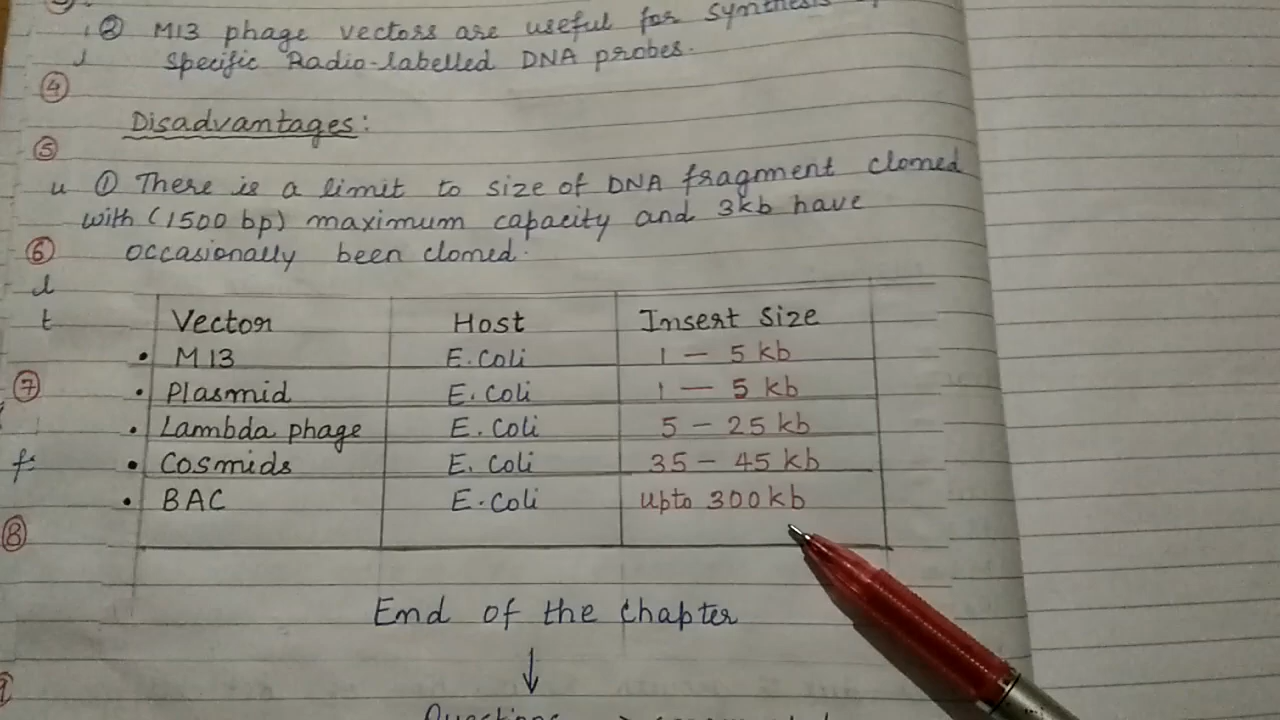 ② M13 phage vectors are useful for synthesis
specific Radio-labelled DNA probes.
④
Disadvantages:
⑤
u ① There is a limit to size of DNA fragment cloned
with (1500 bp) maximum capacity and 3kb have
⑥ occasionally been cloned.
t
Vector Host Insert Size
• M13 E.Coli 1 – 5 kb
⑦ • Plasmid E.Coli 1 – 5 kb
• Lambda phage E.Coli 5 – 25 kb
• Cosmids E.Coli 35 – 45 kb
• BAC E.Coli upto 300 kb
⑧
End of the Chapter
↓